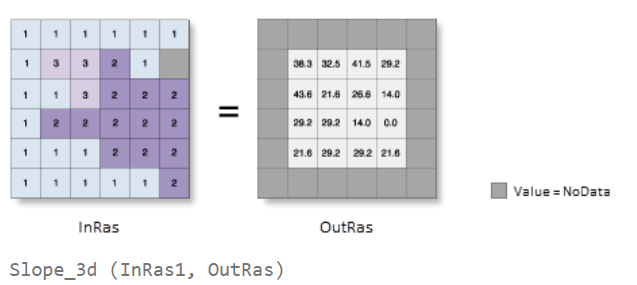 1 1 1 1 1 1
1 3 3 2 1
1 1 3 2 2 2
1 2 2 2 2 2
1 1 1 2 2 2
1 1 1 1 1 2
=
38.3 32.5 41.5 29.2
43.6 21.6 26.6 14.0
29.2 29.2 14.0 0.0
21.6 29.2 29.2 21.6
Value = NoData
InRas
OutRas
Slope_3d (InRas1, OutRas)